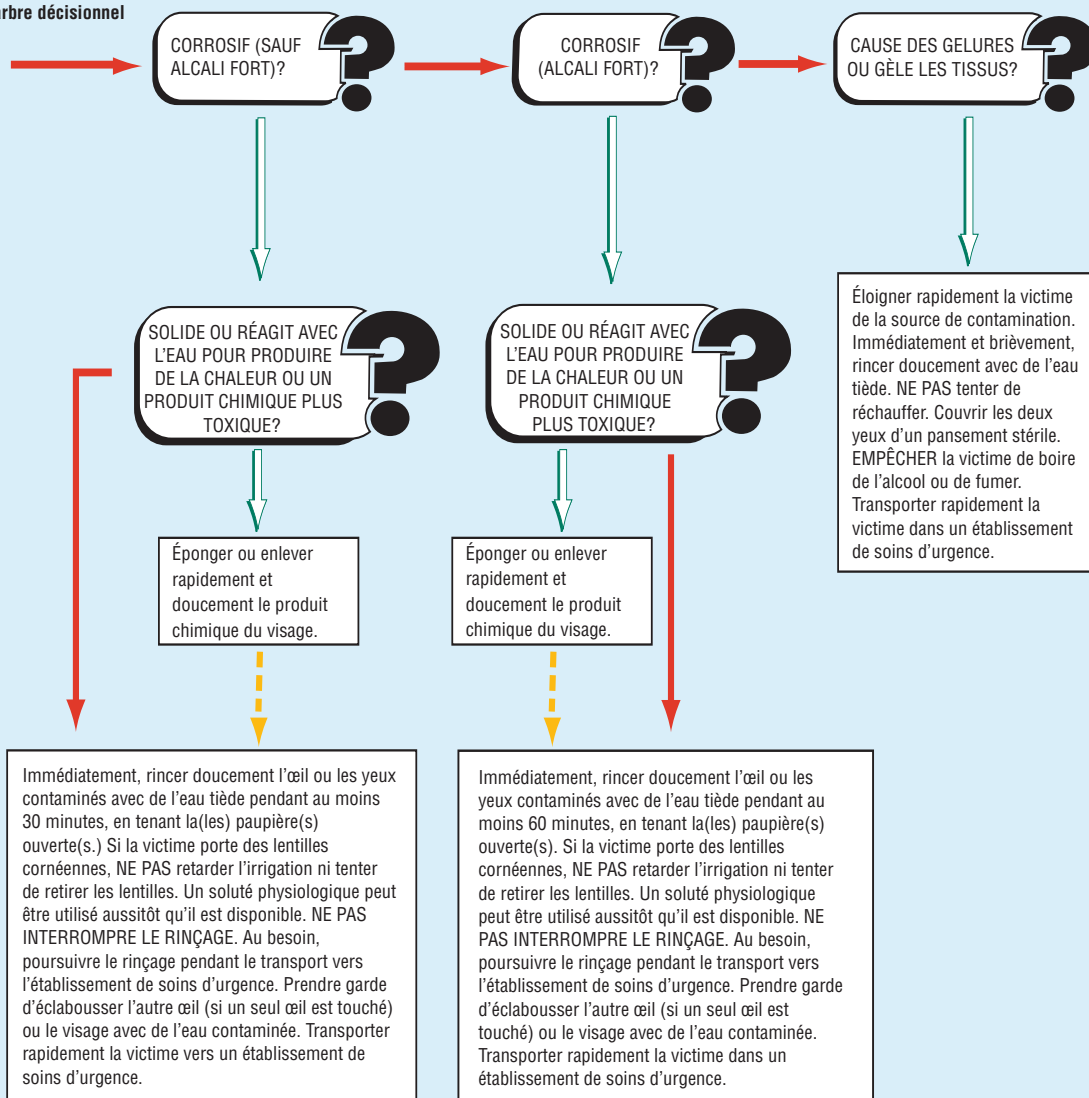 arbre décisionnel
CORROSIF (SAUF
ALCALI FORT)?
CORROSIF
(ALCALI FORT)?
CAUSE DES GELURES
OU GÈLE LES TISSUS?
SOLIDE OU RÉAGIT AVEC
L'EAU POUR PRODUIRE
DE LA CHALEUR OU UN
PRODUIT CHIMIQUE PLUS
TOXIQUE?
SOLIDE OU RÉAGIT AVEC
L'EAU POUR PRODUIRE
DE LA CHALEUR OU UN
PRODUIT CHIMIQUE
PLUS TOXIQUE?
Éloigner rapidement la victime
de la source de contamination.
Immédiatement et brièvement,
rincer doucement avec de l'eau
tiède. NE PAS tenter de
réchauffer. Couvrir les deux
yeux d'un pansement stérile.
EMPÊCHER la victime de boire
de l'alcool ou de fumer.
Transporter rapidement la
victime dans un établissement
de soins d'urgence.
Éponger ou enlever
rapidement et
doucement le produit
chimique du visage.
Éponger ou enlever
rapidement et
doucement le produit
chimique du visage.
Immédiatement, rincer doucement l'œil ou les yeux
contaminés avec de l'eau tiède pendant au moins
30 minutes, en tenant la(les) paupière(s)
ouverte(s.) Si la victime porte des lentilles
cornéennes, NE PAS retarder l'irrigation ni tenter
de retirer les lentilles. Un soluté physiologique peut
être utilisé aussitôt qu'il est disponible. NE PAS
INTERROMPRE LE RINÇAGE. Au besoin,
poursuivre le rinçage pendant le transport vers
l'établissement de soins d'urgence. Prendre garde
d'éclabousser l'autre œil (si un seul œil est touché)
ou le visage avec de l'eau contaminée. Transporter
rapidement la victime vers un établissement de
soins d'urgence.
Immédiatement, rincer doucement l'œil ou les
yeux contaminés avec de l'eau tiède pendant au
moins 60 minutes, en tenant la(les) paupière(s)
ouverte(s). Si la victime porte des lentilles
cornéennes, NE PAS retarder l'irrigation ni tenter
de retirer les lentilles. Un soluté physiologique
peut être utilisé aussitôt qu'il est disponible. NE
PAS INTERROMPRE LE RINÇAGE. Au besoin,
poursuivre le rinçage pendant le transport vers
l'établissement de soins d'urgence. Prendre garde
d'éclabousser l'autre œil (si un seul œil est
touché) ou le visage avec de l'eau contaminée.
Transporter rapidement la victime dans un
établissement de soins d'urgence.